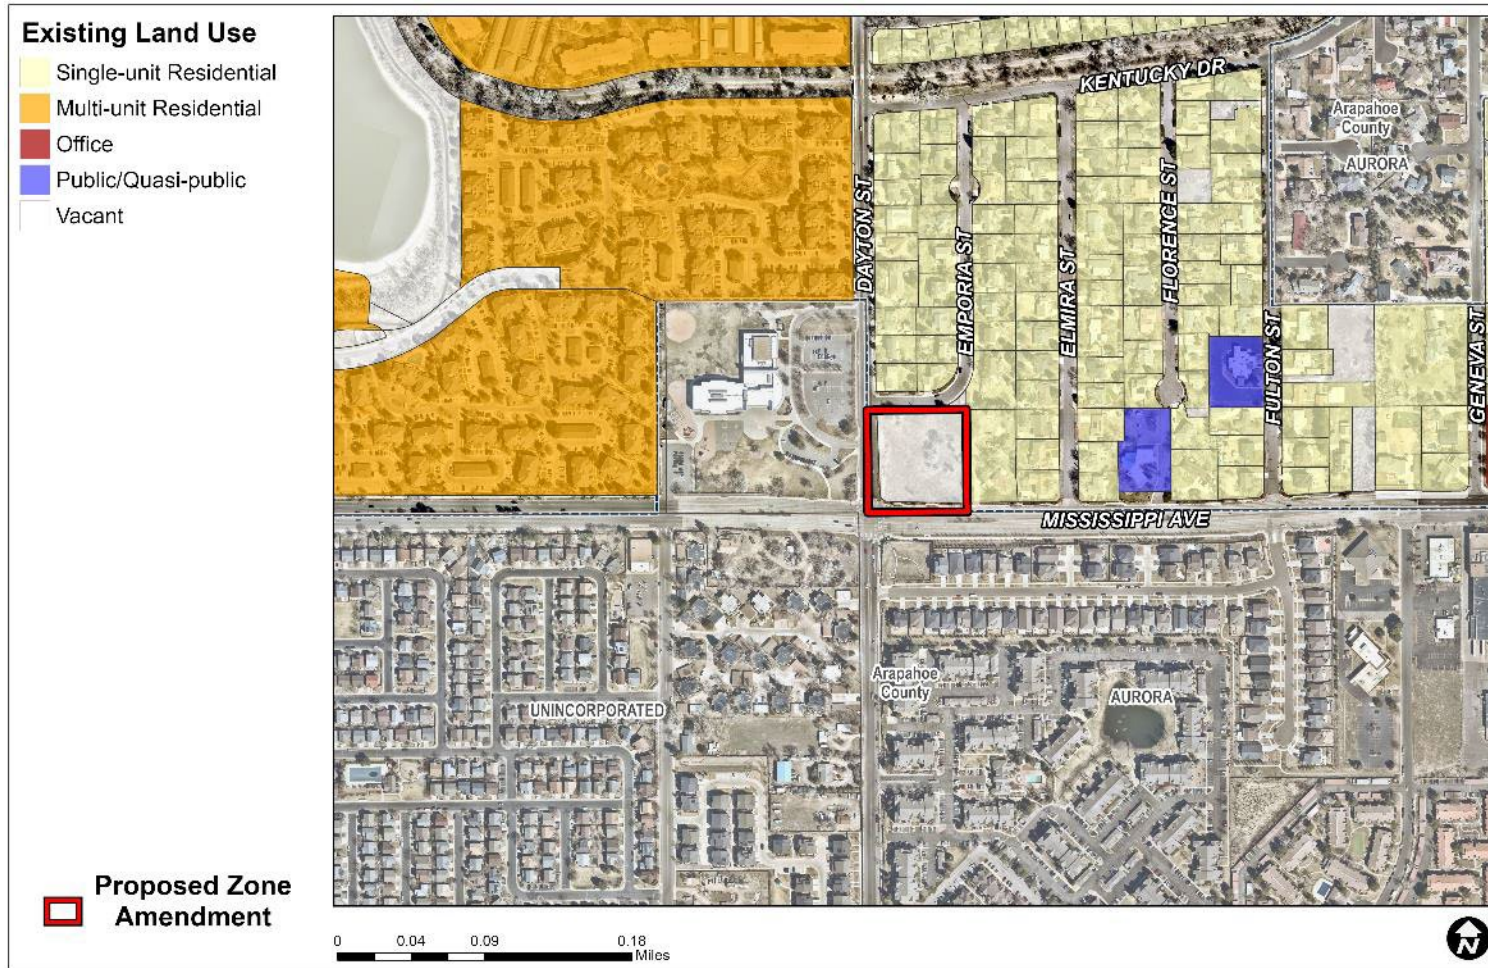 Existing Land Use
Single-unit Residential
Multi-unit Residential
Office
Public/Quasi-public
Vacant
KENTUCKY DR
Arapahoe
County
AURORA
DAYTON ST
EMPORIA ST
ELMIRA ST
FLORENCE ST
FULTON ST
GENEVA ST
MISSISSIPPI AVE
Arapahoe
County
AURORA
UNINCORPORATED
Proposed Zone
Amendment
0 0.04 0.09 0.18
Miles
N